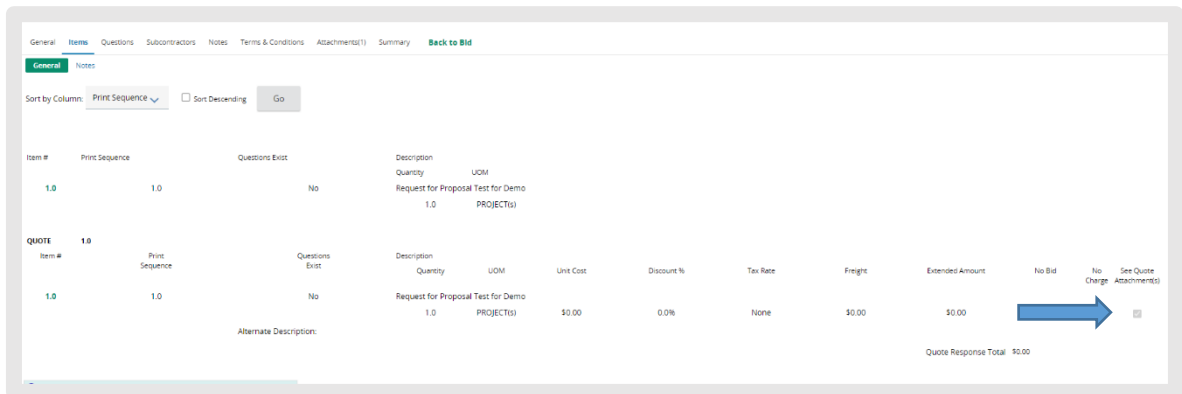 General Items Questions Subcontractors Notes Terms & Conditions Attachments(1) Summary Back to Bid
General Notes
Sort by Column: Print Sequence Sort Descending Go
Item # Print Sequence Questions Exist Description
Quantity UOM
1.0 1.0 No Request for Proposal Test for Demo
1.0 PROJECT(s)
QUOTE 1.0
Item # Print Sequence Questions Exist Description
Quantity UOM Unit Cost Discount % Tax Rate Freight Extended Amount No Bid No Charge See Quote Attachment(s)
1.0 1.0 No Request for Proposal Test for Demo
1.0 PROJECT(s) $0.00 0.0% None $0.00 $0.00
Alternate Description:
Quote Response Total $0.00